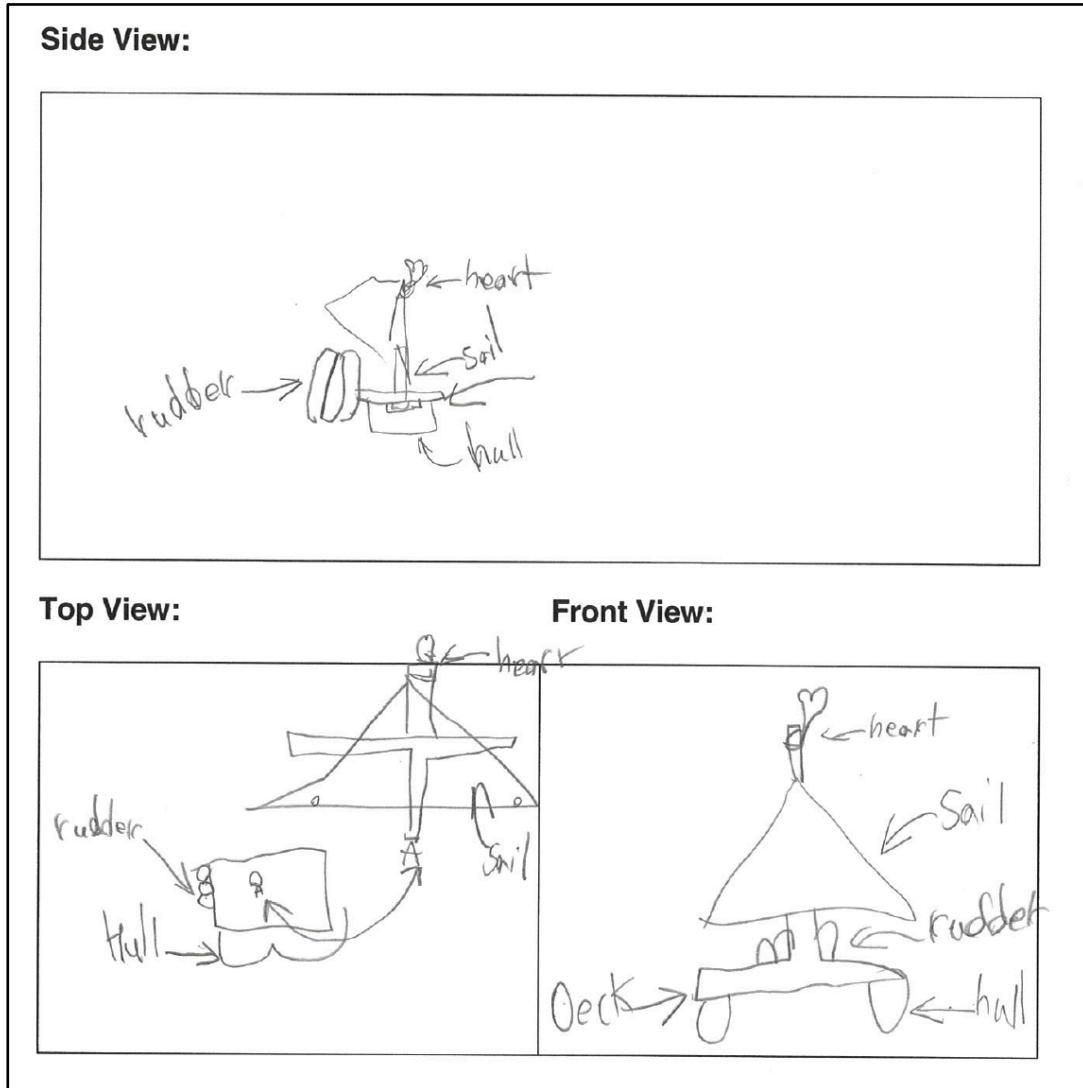 Side View:
heart
sail
rudder
hull
Top View:
Front View:
heart
rudder
Sail
Hull
A
A
heart
Sail
rudder
Deck
hull